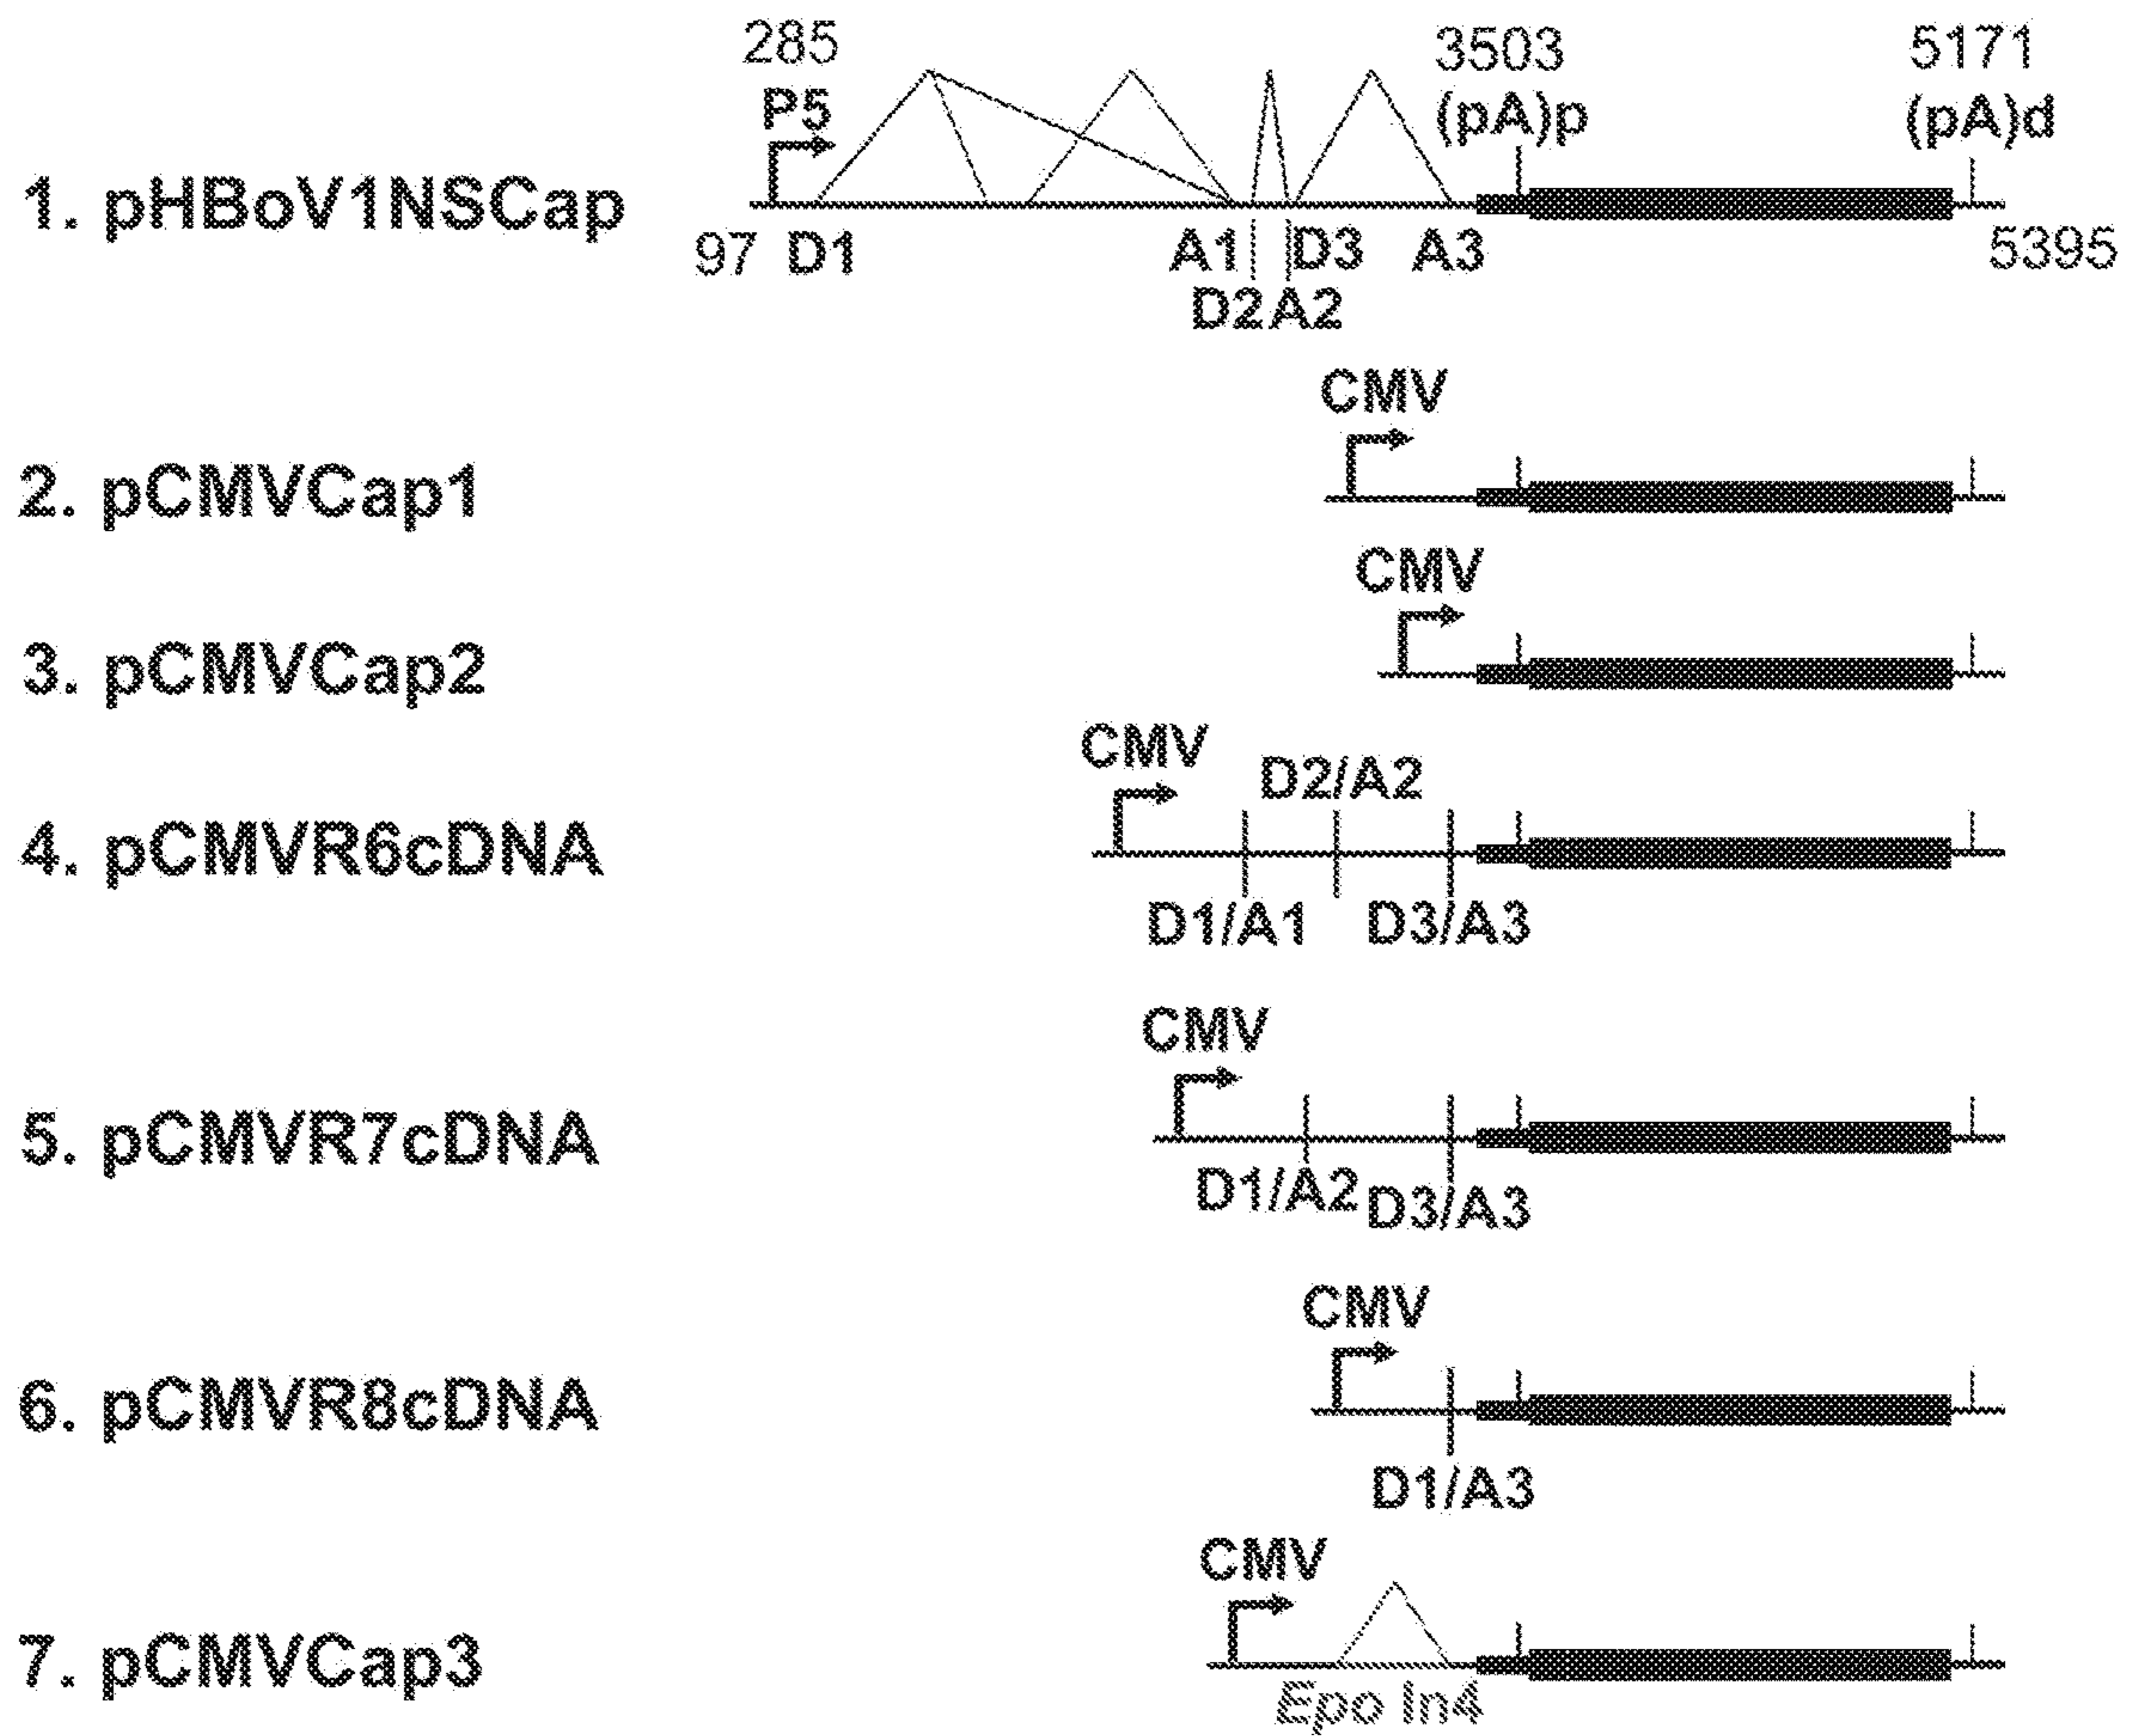 285 3503 5171
P5 (pA)p (pA)d
1. pHBoV1NSCap
97 D1 A1 D3 A3 5395
D2 A2
CMV
2. pCMVCap1
CMV
3. pCMVCap2
CMV D2/A2
4. pCMVR6cDNA
D1/A1 D3/A3
CMV
5. pCMVR7cDNA
D1/A2 D3/A3
CMV
6. pCMVR8cDNA
D1/A3
CMV
7. pCMVCap3
Epo In4